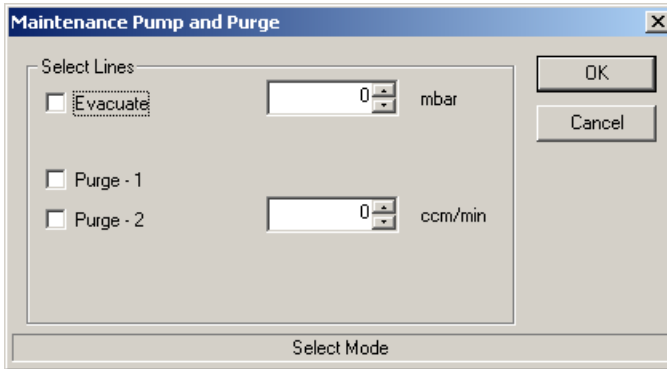 Maintenance Pump and Purge
Select Lines
Evacuate 0 mbar
Purge - 1
Purge - 2 0 ccm/min
OK
Cancel
Select Mode